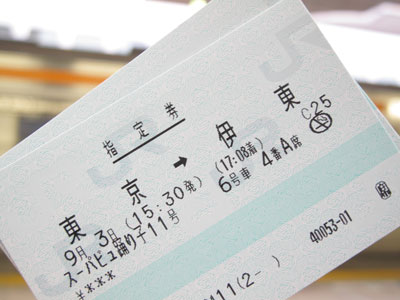 指定券
東京 → 伊東 C25
9月 3日 (15:30発) (17:08着)
スーパビュ踊り子11号 6号車 4番A席
¥****
40053-01
111(2- )